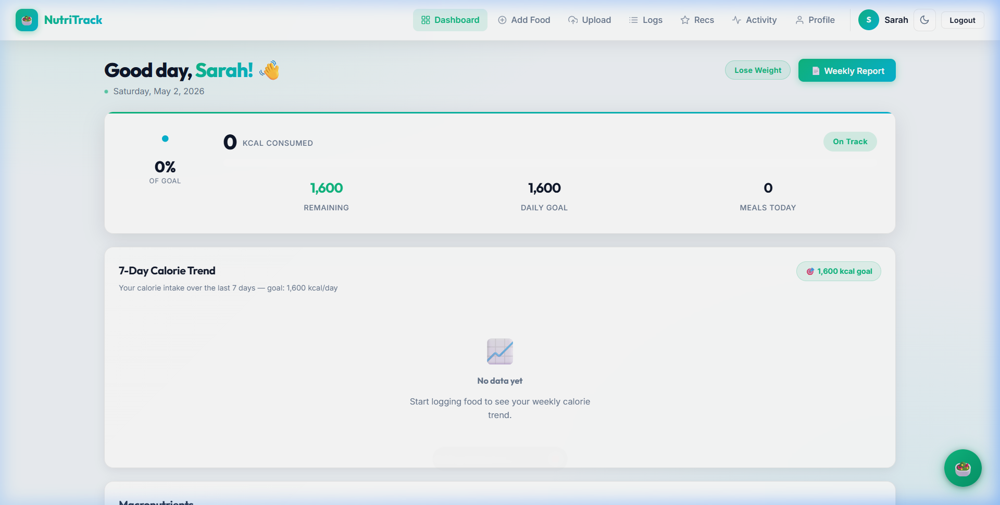 NutriTrack
Dashboard
Add Food
Upload
Logs
Recs
Activity
Profile
S
Sarah
Logout
Good day, Sarah!
Saturday, May 2, 2026
Lose Weight
Weekly Report
0%
OF GOAL
0 KCAL CONSUMED
On Track
1,600
REMAINING
1,600
DAILY GOAL
0
MEALS TODAY
7-Day Calorie Trend
Your calorie intake over the last 7 days — goal: 1,600 kcal/day
1,600 kcal goal
No data yet
Start logging food to see your weekly calorie
trend.
Macronutrients